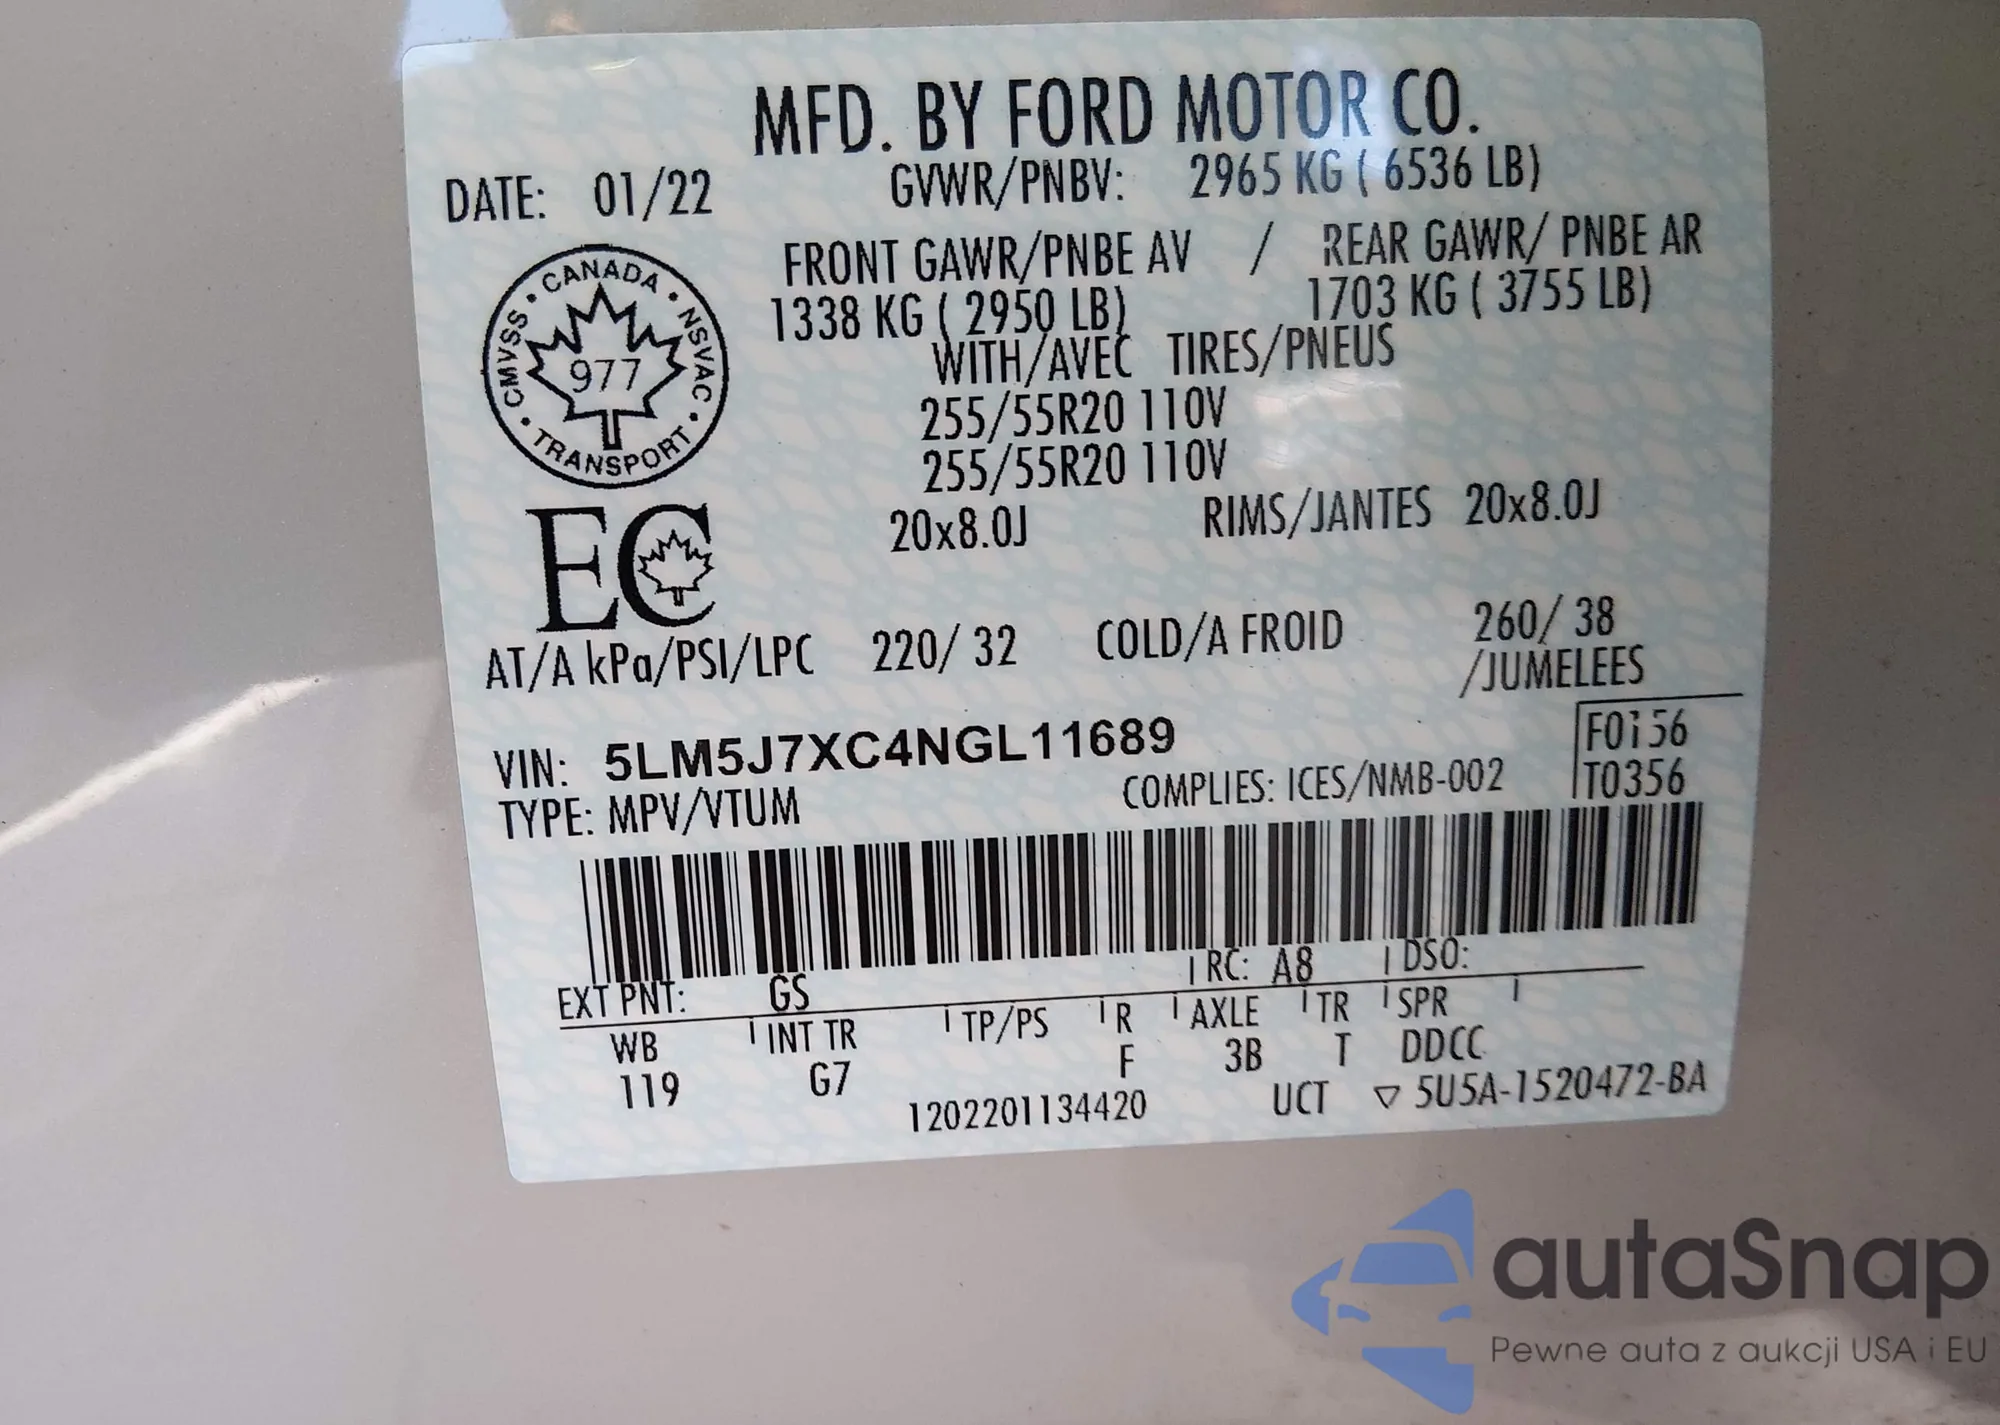 MFD. BY FORD MOTOR CO.
DATE: 01/22 GVWR/PNBV: 2965 KG ( 6536 LB)
FRONT GAWR/PNBE AV / REAR GAWR/ PNBE AR
1338 KG ( 2950 LB) 1703 KG ( 3755 LB)
WITH/AVEC TIRES/PNEUS
255/55R20 110V
255/55R20 110V
20x8.0J RIMS/JANTES 20x8.0J
CANADA • NSVAC • TRANSPORT • CMVSS •
977
EC
AT/A kPa/PSI/LPC 220/ 32 COLD/A FROID 260/ 38
/JUMELEES
VIN: 5LM5J7XC4NGL11689
F0156
TYPE: MPV/VTUM COMPLIES: ICES/NMB-002 T0356
EXT PNT: GS RC: A8 DSO:
WB INT TR TP/PS R AXLE TR SPR
119 G7 F 3B T DDCC
1202201134420 UCT ▽ 5U5A-1520472-BA
autaSnap
Pewne auta z aukcji USA i EU